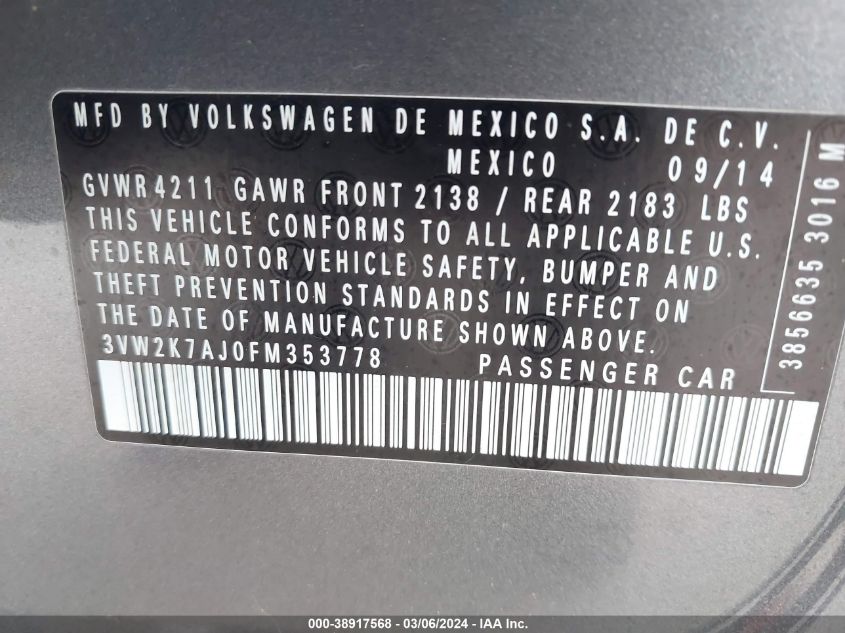 MFD BY VOLKSWAGEN DE MEXICO S.A. DE C.V.
MEXICO 09/14
GVWR 4211 GAWR FRONT 2138 / REAR 2183 LBS
THIS VEHICLE CONFORMS TO ALL APPLICABLE U.S.
FEDERAL MOTOR VEHICLE SAFETY, BUMPER AND
THEFT PREVENTION STANDARDS IN EFFECT ON
THE DATE OF MANUFACTURE SHOWN ABOVE.
3VW2K7AJ0FM353778 PASSENGER CAR
3856635 3016 M
000-38917568 - 03/06/2024 - IAA Inc.